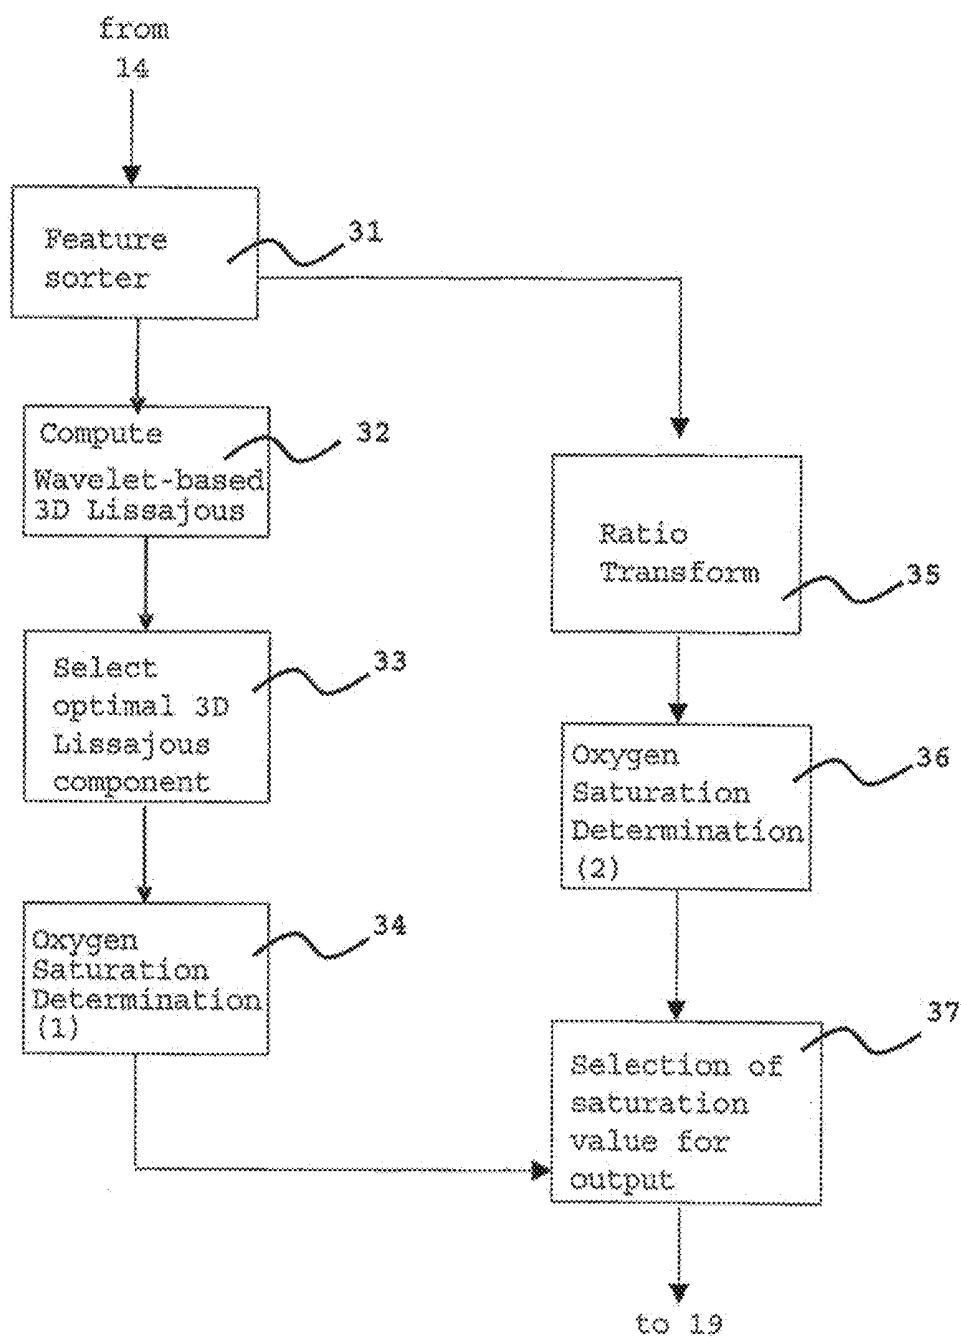 from
14
Feature
sorter
31
Compute
Wavelet-based
3D Lissajous
32
Select
optimal 3D
Lissajous
component
33
Oxygen
Saturation
Determination
(1)
34
Ratio
Transform
35
Oxygen
Saturation
Determination
(2)
36
Selection of
saturation
value for
output
37
to 19